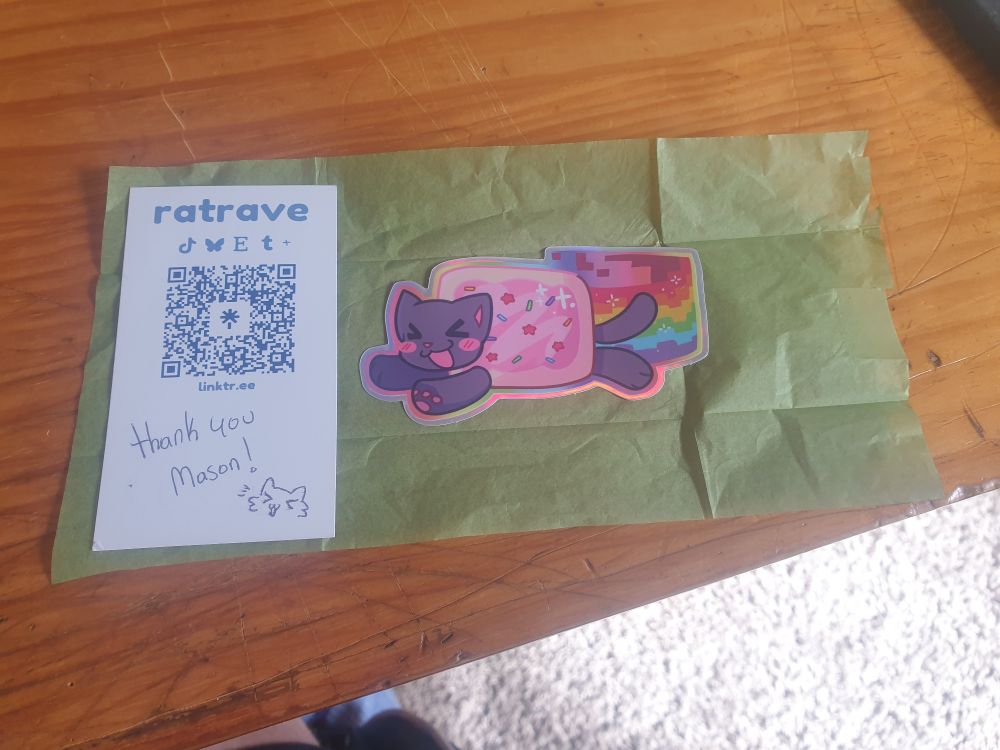 ratrave
E t +
linktr.ee
thank you
Mason!